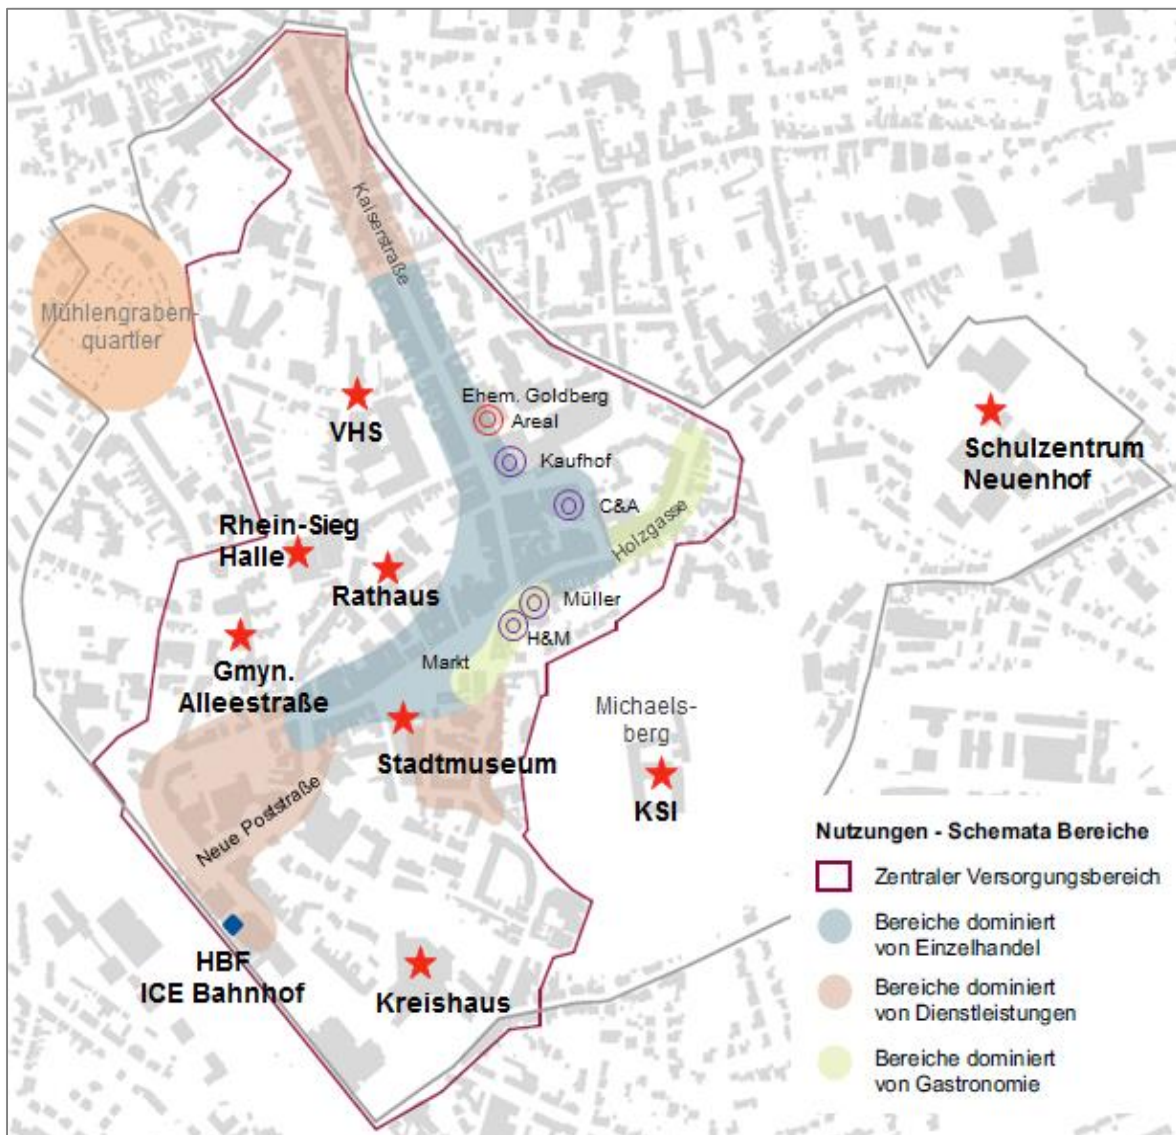 Kaiserstraße
Mühlengraben-
quartier
Ehem. Goldberg
Areal
VHS
Kaufhof
Schulzentrum
Neuenhof
C&A
Holzgasse
Rhein-Sieg
Halle
Rathaus
Müller
H&M
Markt
Gmyn.
Alleestraße
Michaels-
berg
Stadtmuseum
KSI
Neue Poststraße
HBF
ICE Bahnhof
Kreishaus
Nutzungen - Schemata Bereiche
Zentraler Versorgungsbereich
Bereiche dominiert
von Einzelhandel
Bereiche dominiert
von Dienstleistungen
Bereiche dominiert
von Gastronomie